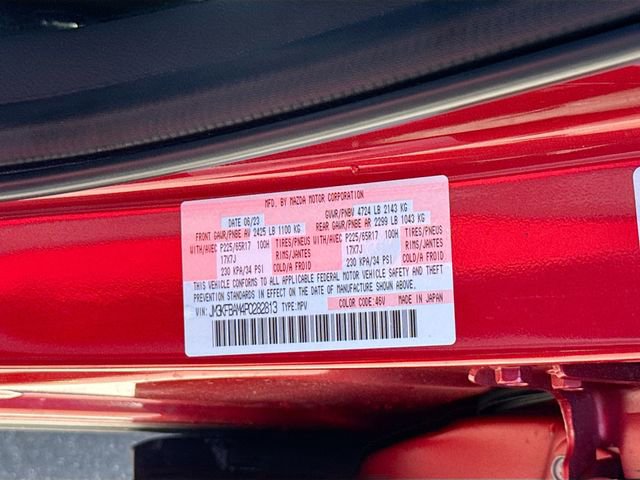 MFD. BY MAZDA MOTOR CORPORATION
DATE 06/23 GVWR/PNBV 4724 LB 2143 KG
FRONT GAWR/PNBE AV 2425 LB 1100 KG REAR GAWR/PNBE AR 2299 LB 1043 KG
WITH/AVEC P225/65R17 100H TIRES/PNEUS WITH/AVEC P225/65R17 100H TIRES/PNEUS
17X7J RIMS/JANTES 17X7J RIMS/JANTES
230 KPA/34 PSI COLD/A FROID 230 KPA/34 PSI COLD/A FROID
THIS VEHICLE CONFORMS TO ALL APPLICABLE FEDERAL MOTOR VEHICLE SAFETY AND THEFT
PREVENTION STANDARDS IN EFFECT ON THE DATE OF MANUFACTURE SHOWN ABOVE.
VIN: JM3KFBAM4P0282813 TYPE:MPV COLOR CODE:46V MADE IN JAPAN